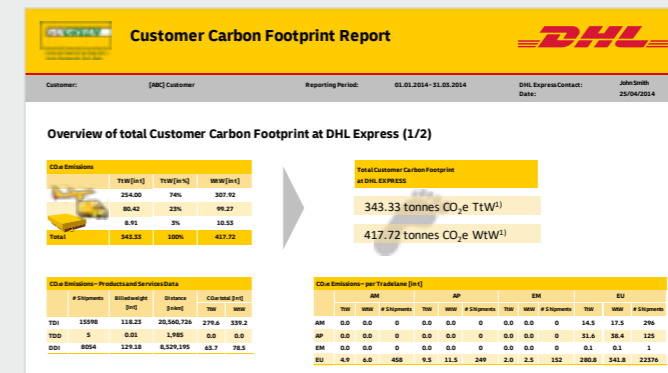 Customer Carbon Footprint Report
DHL
Customer: [ABC] Customer Reporting Period: 01.01.2014–31.03.2014 DHL Express Contact: John Smith
Date: 25/04/2014
Overview of total Customer Carbon Footprint at DHL Express (1/2)
CO₂e Emissions
TtW [in t] TtW [in %] WtW [in t]
254.00 74% 307.92
80.42 23% 99.27
8.91 3% 10.53
Total 343.33 100% 417.72
Total Customer Carbon Footprint
at DHL EXPRESS
343.33 tonnes CO₂e TtW¹⁾
417.72 tonnes CO₂e WtW¹⁾
CO₂e Emissions – Products and Services Data
# Shipments Billed weight [in t] Distance [in km] CO₂e total [in t]
TtW WtW
TDI 15598 118.23 20,560,726 279.6 339.2
TDD 5 0.01 1,985 0.0 0.0
DDI 8054 129.18 8,529,195 63.7 78.5
CO₂e Emissions – per Tradelane [in t]
AM AP EM EU
TtW WtW # Shipments TtW WtW # Shipments TtW WtW # Shipments TtW WtW # Shipments
AM 0.0 0.0 0 0.0 0.0 0 0.0 0.0 0 14.5 17.5 296
AP 0.0 0.0 0 0.0 0.0 0 0.0 0.0 0 31.6 38.4 125
EM 0.0 0.0 0 0.0 0.0 0 0.0 0.0 0 0.1 0.1 1
EU 4.9 6.0 458 9.5 11.5 249 2.0 2.5 152 280.8 341.8 22376